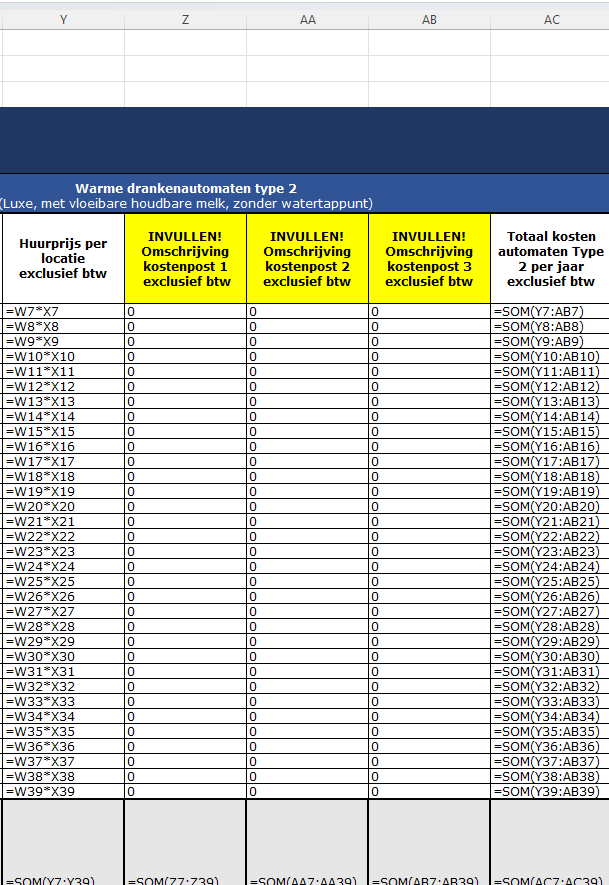 Y Z AA AB AC
Warme drankenautomaten type 2
(Luxe, met vloeibare houdbare melk, zonder watertappunt)
Huurprijs per
locatie
exclusief btw
INVULLEN!
Omschrijving
kostenpost 1
exclusief btw
INVULLEN!
Omschrijving
kostenpost 2
exclusief btw
INVULLEN!
Omschrijving
kostenpost 3
exclusief btw
Totaal kosten
automaten Type
2 per jaar
exclusief btw
=W7*X7 0 0 0 =SOM(Y7:AB7)
=W8*X8 0 0 0 =SOM(Y8:AB8)
=W9*X9 0 0 0 =SOM(Y9:AB9)
=W10*X10 0 0 0 =SOM(Y10:AB10)
=W11*X11 0 0 0 =SOM(Y11:AB11)
=W12*X12 0 0 0 =SOM(Y12:AB12)
=W13*X13 0 0 0 =SOM(Y13:AB13)
=W14*X14 0 0 0 =SOM(Y14:AB14)
=W15*X15 0 0 0 =SOM(Y15:AB15)
=W16*X16 0 0 0 =SOM(Y16:AB16)
=W17*X17 0 0 0 =SOM(Y17:AB17)
=W18*X18 0 0 0 =SOM(Y18:AB18)
=W19*X19 0 0 0 =SOM(Y19:AB19)
=W20*X20 0 0 0 =SOM(Y20:AB20)
=W21*X21 0 0 0 =SOM(Y21:AB21)
=W22*X22 0 0 0 =SOM(Y22:AB22)
=W23*X23 0 0 0 =SOM(Y23:AB23)
=W24*X24 0 0 0 =SOM(Y24:AB24)
=W25*X25 0 0 0 =SOM(Y25:AB25)
=W26*X26 0 0 0 =SOM(Y26:AB26)
=W27*X27 0 0 0 =SOM(Y27:AB27)
=W28*X28 0 0 0 =SOM(Y28:AB28)
=W29*X29 0 0 0 =SOM(Y29:AB29)
=W30*X30 0 0 0 =SOM(Y30:AB30)
=W31*X31 0 0 0 =SOM(Y31:AB31)
=W32*X32 0 0 0 =SOM(Y32:AB32)
=W33*X33 0 0 0 =SOM(Y33:AB33)
=W34*X34 0 0 0 =SOM(Y34:AB34)
=W35*X35 0 0 0 =SOM(Y35:AB35)
=W36*X36 0 0 0 =SOM(Y36:AB36)
=W37*X37 0 0 0 =SOM(Y37:AB37)
=W38*X38 0 0 0 =SOM(Y38:AB38)
=W39*X39 0 0 0 =SOM(Y39:AB39)
=SOM(Y7:Y39) =SOM(Z7:Z39) =SOM(AA7:AA39) =SOM(AB7:AB39) =SOM(AC7:AC39)